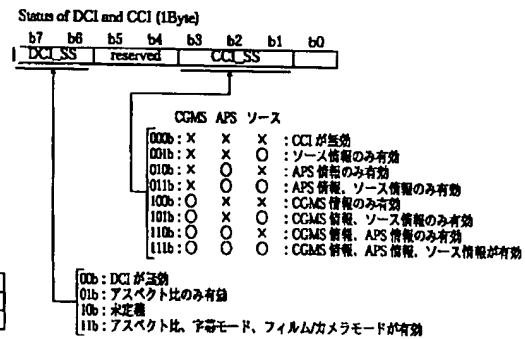 Status of DCI and CCI (1Byte)
b7 b6 b5 b4 b3 b2 b1 b0
DCI_SS reserved CCI_SS
CGMS APS ソース
000b : × × × : CCI が無効
001b : × × ○ : ソース情報のみ有効
010b : × ○ × : APS 情報のみ有効
011b : × ○ ○ : APS 情報、ソース情報のみ有効
100b : ○ × × : CGMS 情報のみ有効
101b : ○ × ○ : CGMS 情報、ソース情報のみ有効
110b : ○ ○ × : CGMS 情報、APS 情報のみ有効
111b : ○ ○ ○ : CGMS 情報、APS 情報、ソース情報が有効
00b : DCI が無効
01b : アスペクト比のみ有効
10b : 未定義
11b : アスペクト比、字幕モード、フィルム/カメラモードが有効